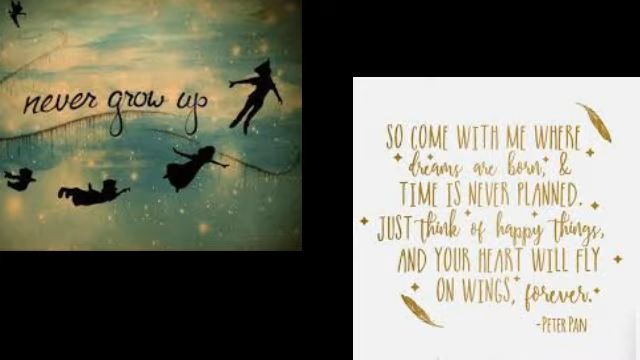 never grow up
SO COME WITH ME WHERE
dreams are born, &
TIME IS NEVER PLANNED.
JUST think of happy things,
AND YOUR HEART WILL FLY
ON WINGS, forever.
-PETER PAN